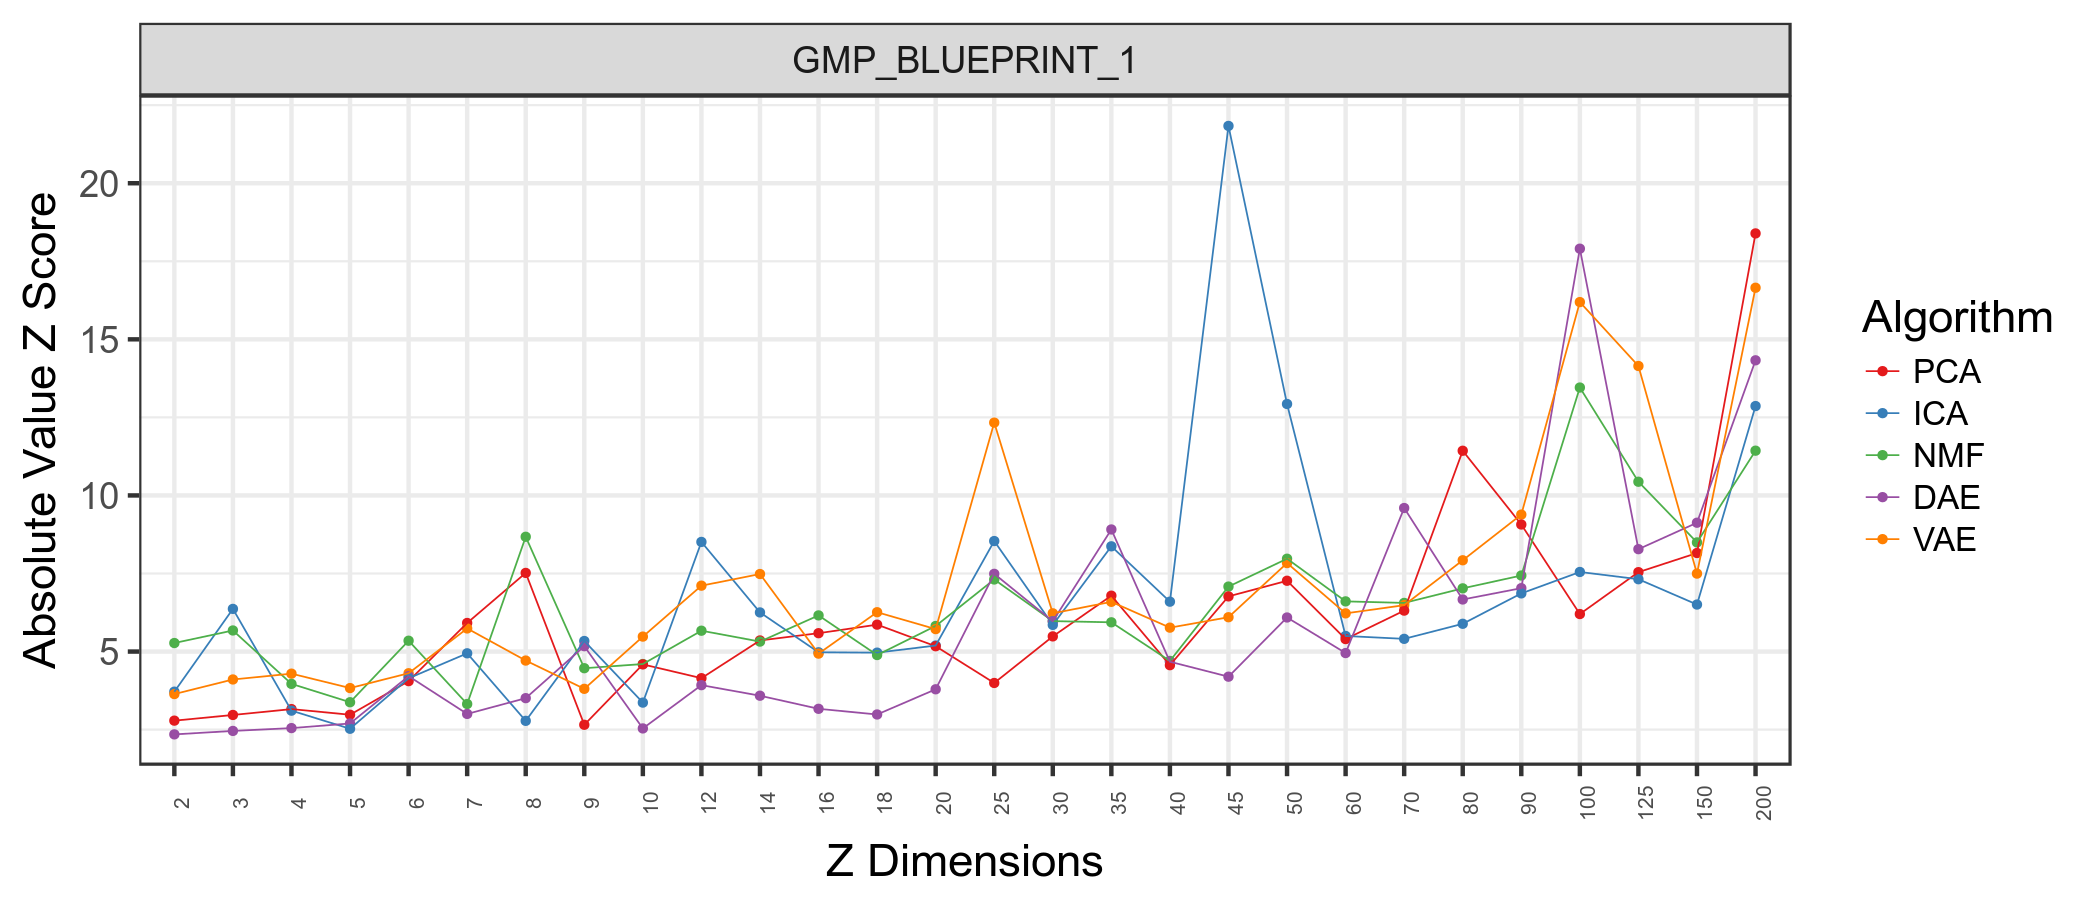 GMP_BLUEPRINT_1
Absolute Value Z Score
20
15
10
5
2 3 4 5 6 7 8 9 10 12 14 16 18 20 25 30 35 40 45 50 60 70 80 90 100 125 150 200
Z Dimensions
Algorithm
PCA
ICA
NMF
DAE
VAE